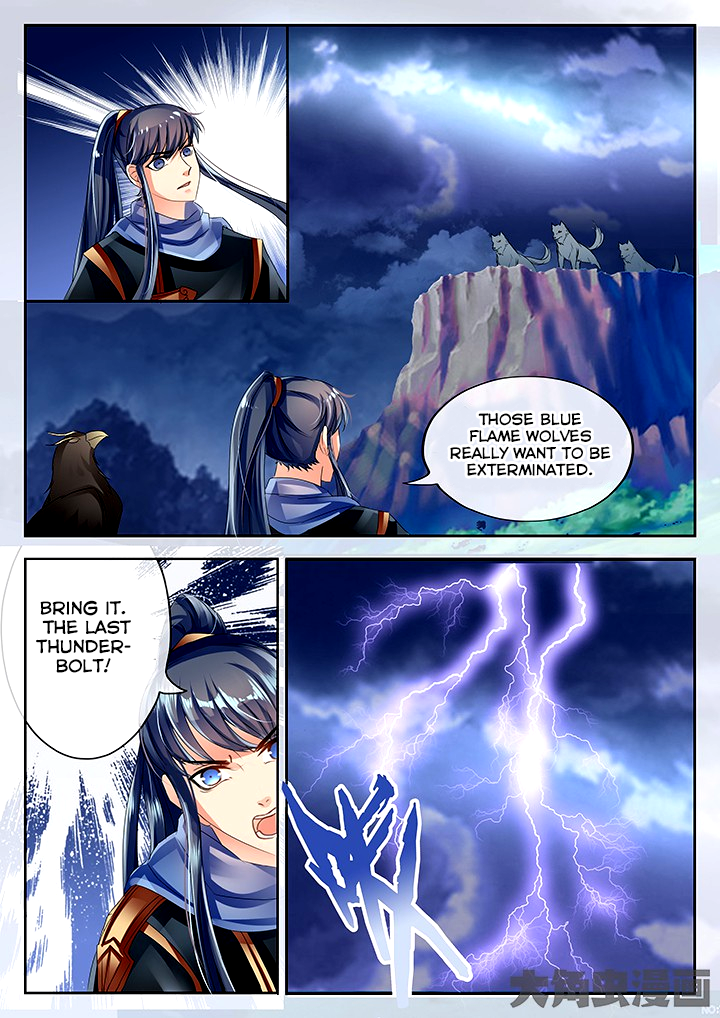 THOSE BLUE
FLAME WOLVES
REALLY WANT TO BE
EXTERMINATED.
BRING IT.
THE LAST
THUNDER-
BOLT!
大角虫漫画